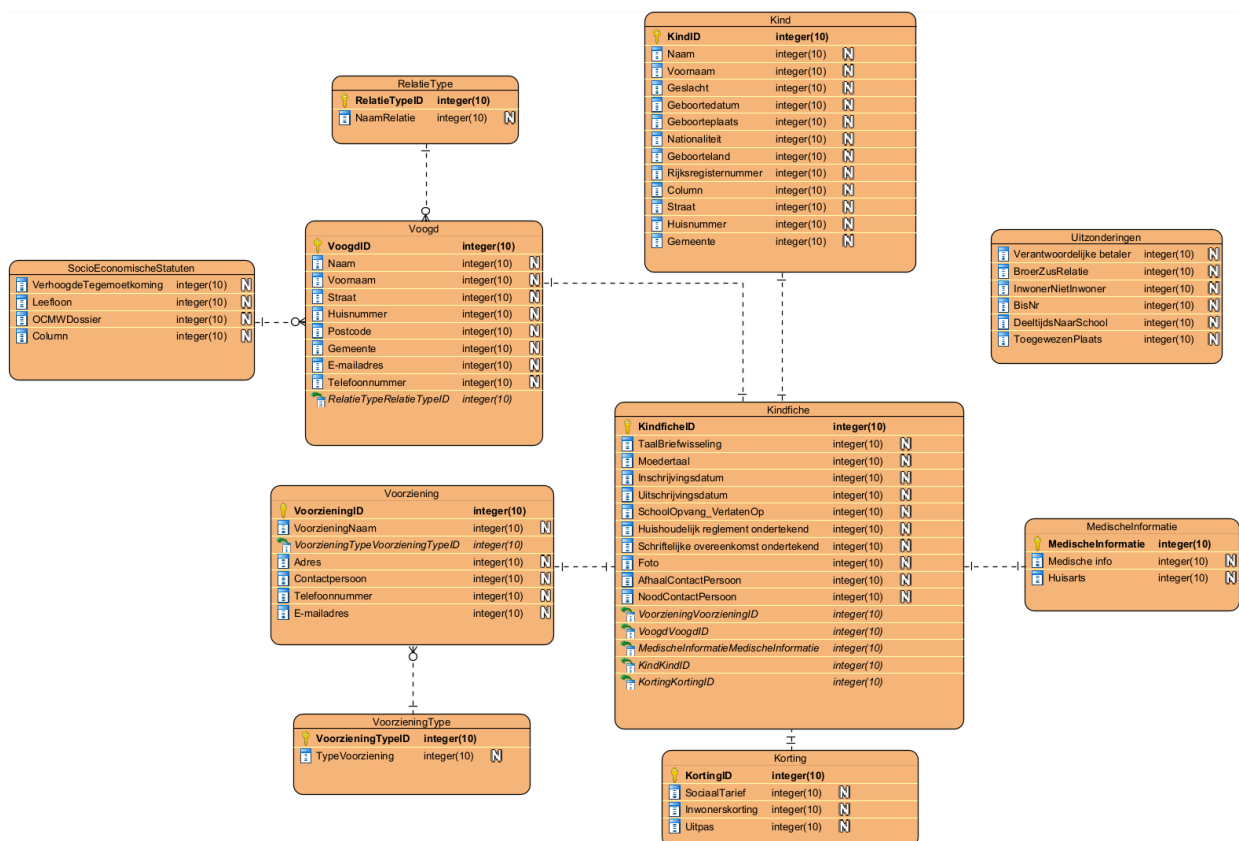 Kind
KindID integer(10)
Naam integer(10) N
Voornaam integer(10) N
Geslacht integer(10) N
Geboortedatum integer(10) N
Geboorteplaats integer(10) N
Nationaliteit integer(10) N
Geboorteland integer(10) N
Rijksregisternummer integer(10) N
Column integer(10) N
Straat integer(10) N
Huisnummer integer(10) N
Gemeente integer(10) N
RelatieType
RelatieTypeID integer(10)
NaamRelatie integer(10) N
Voogd
VoogdID integer(10)
Naam integer(10) N
Voornaam integer(10) N
Straat integer(10) N
Huisnummer integer(10) N
Postcode integer(10) N
Gemeente integer(10) N
E-mailadres integer(10) N
Telefoonnummer integer(10) N
RelatieTypeRelatieTypeID integer(10)
SocioEconomischeStatuten
VerhoogdeTegemoetkoming integer(10) N
Leefloon integer(10) N
OCMWDossier integer(10) N
Column integer(10) N
Uitzonderingen
Verantwoordelijke betaler integer(10) N
BroerZusRelatie integer(10) N
InwonerNietInwoner integer(10) N
BisNr integer(10) N
DeeltijdsNaarSchool integer(10) N
ToegewezenPlaats integer(10) N
Kindfiche
KindficheID integer(10)
TaalBriefwisseling integer(10) N
Moedertaal integer(10) N
Inschrijvingsdatum integer(10) N
Uitschrijvingsdatum integer(10) N
SchoolOpvang_VerlatenOp integer(10) N
Huishoudelijk reglement ondertekend integer(10) N
Schriftelijke overeenkomst ondertekend integer(10) N
Foto integer(10) N
AfhaalContactPersoon integer(10) N
NoodContactPersoon integer(10) N
VoorzieningVoorzieningID integer(10)
VoogdVoogdID integer(10)
MedischeInformatieMedischeInformatie integer(10)
KindKindID integer(10)
KortingKortingID integer(10)
Voorziening
VoorzieningID integer(10)
VoorzieningNaam integer(10) N
VoorzieningTypeVoorzieningTypeID integer(10)
Adres integer(10) N
Contactpersoon integer(10) N
Telefoonnummer integer(10) N
E-mailadres integer(10) N
MedischeInformatie
MedischeInformatie integer(10)
Medische info integer(10) N
Huisarts integer(10) N
VoorzieningType
VoorzieningTypeID integer(10)
TypeVoorziening integer(10) N
Korting
KortingID integer(10)
SociaalTarief integer(10) N
Inwonerskorting integer(10) N
Uitpas integer(10) N